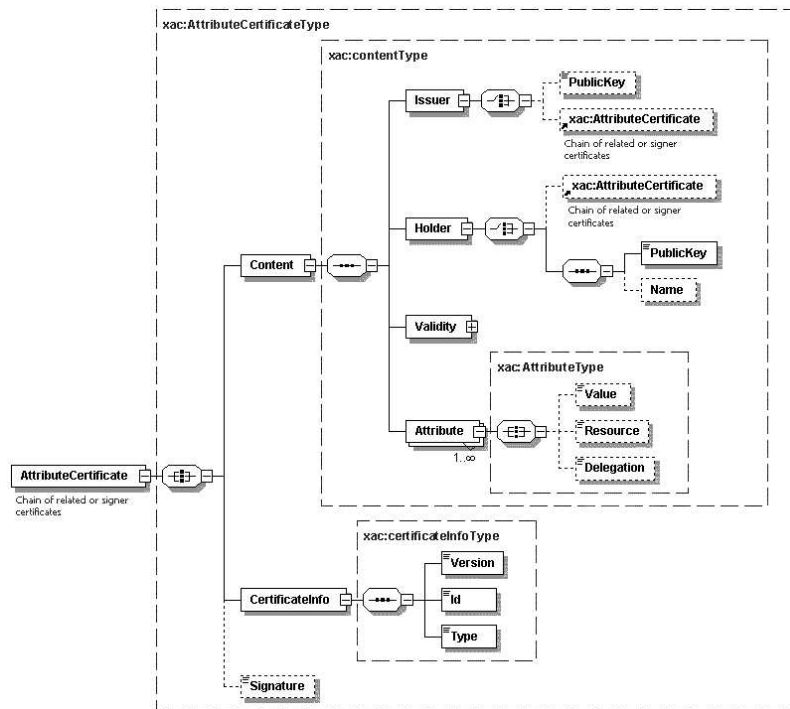 xac:AttributeCertificateType
xac:contentType
PublicKey
Issuer
xac:AttributeCertificate
Chain of related or signer
certificates
xac:AttributeCertificate
Chain of related or signer
certificates
Holder
PublicKey
Content
Name
Validity
xac:AttributeType
Value
Attribute
Resource
1..∞
Delegation
AttributeCertificate
Chain of related or signer
certificates
xac:certificateInfoType
Version
CertificateInfo
Id
Type
Signature